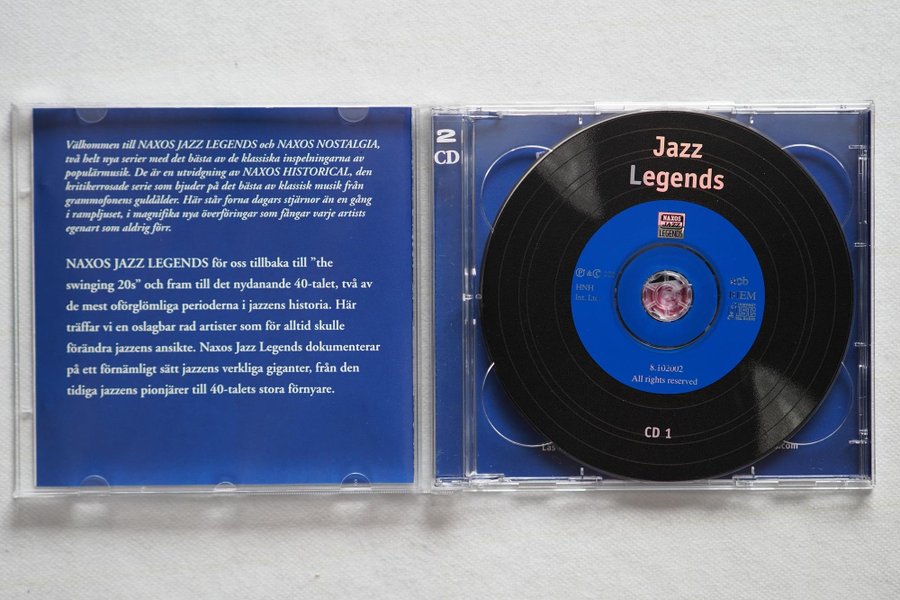 Välkommen till NAXOS JAZZ LEGENDS och NAXOS NOSTALGIA,
två helt nya serier med det bästa av de klassiska inspelningarna av
populärmusik. De är en utvidgning av NAXOS HISTORICAL, den
kritikerrosade serie som bjuder på det bästa av klassisk musik från
grammofonens guldålder. Här står forna dagars stjärnor än en gång
i rampljuset, i magnifika nya överföringar som fångar varje artists
egenart som aldrig förr.
NAXOS JAZZ LEGENDS för oss tillbaka till ”the
swinging 20s” och fram till det nydanande 40-talet, två av
de mest oförglömliga perioderna i jazzens historia. Här
träffar vi en oslagbar rad artister som för alltid skulle
förändra jazzens ansikte. Naxos Jazz Legends dokumenterar
på ett förnämligt sätt jazzens verkliga giganter, från den
tidiga jazzens pionjärer till 40-talets stora förnyare.
2
CD
Jazz
Legends
NAXOS
JAZZ
LEGENDS
℗ & ©
HNH
Int. Lt
ncb
8.102002
All rights reserved
CD 1
.com